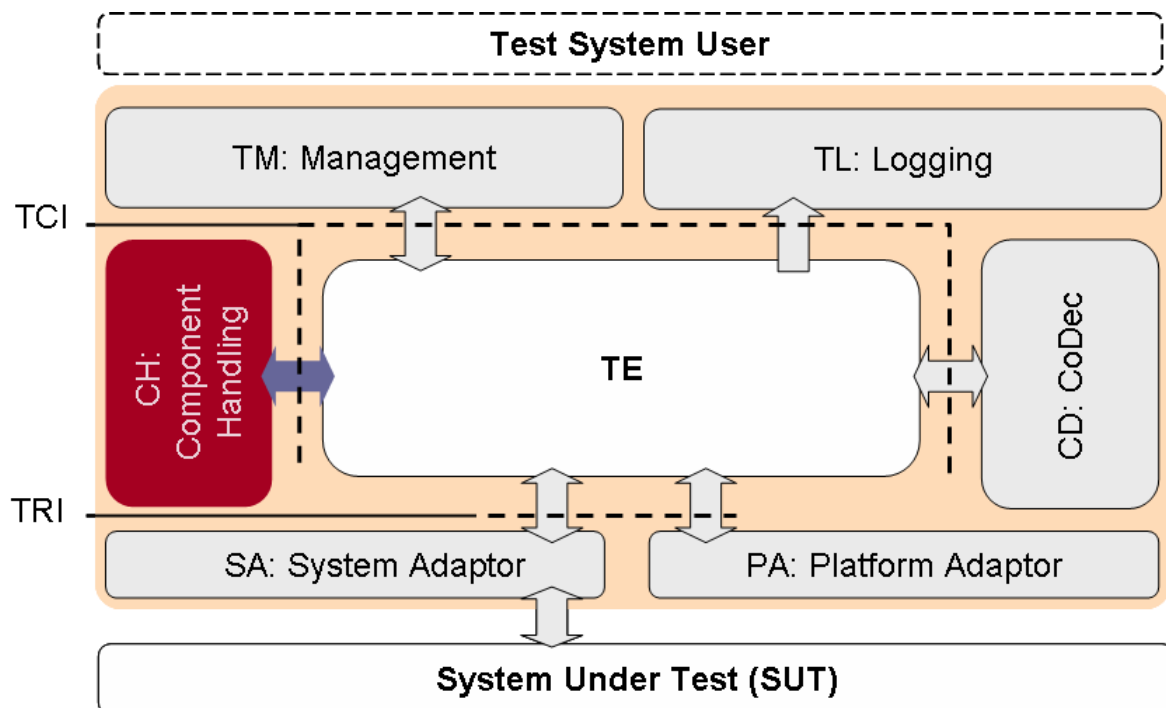 Test System User
TM: Management
TL: Logging
TCI
CH:
Component
Handling
TE
CD: CoDec
TRI
SA: System Adaptor
PA: Platform Adaptor
System Under Test (SUT)